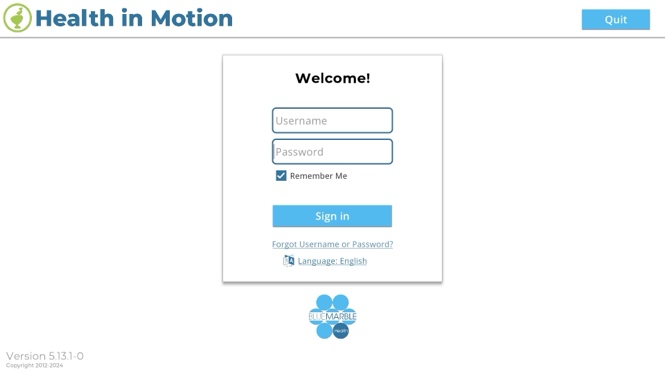 Health in Motion
Quit
Welcome!
Username
Password
Remember Me
Sign in
Forgot Username or Password?
Language: English
BLUEMARBLE
Health
Version 5.13.1-0
Copyright 2012-2024